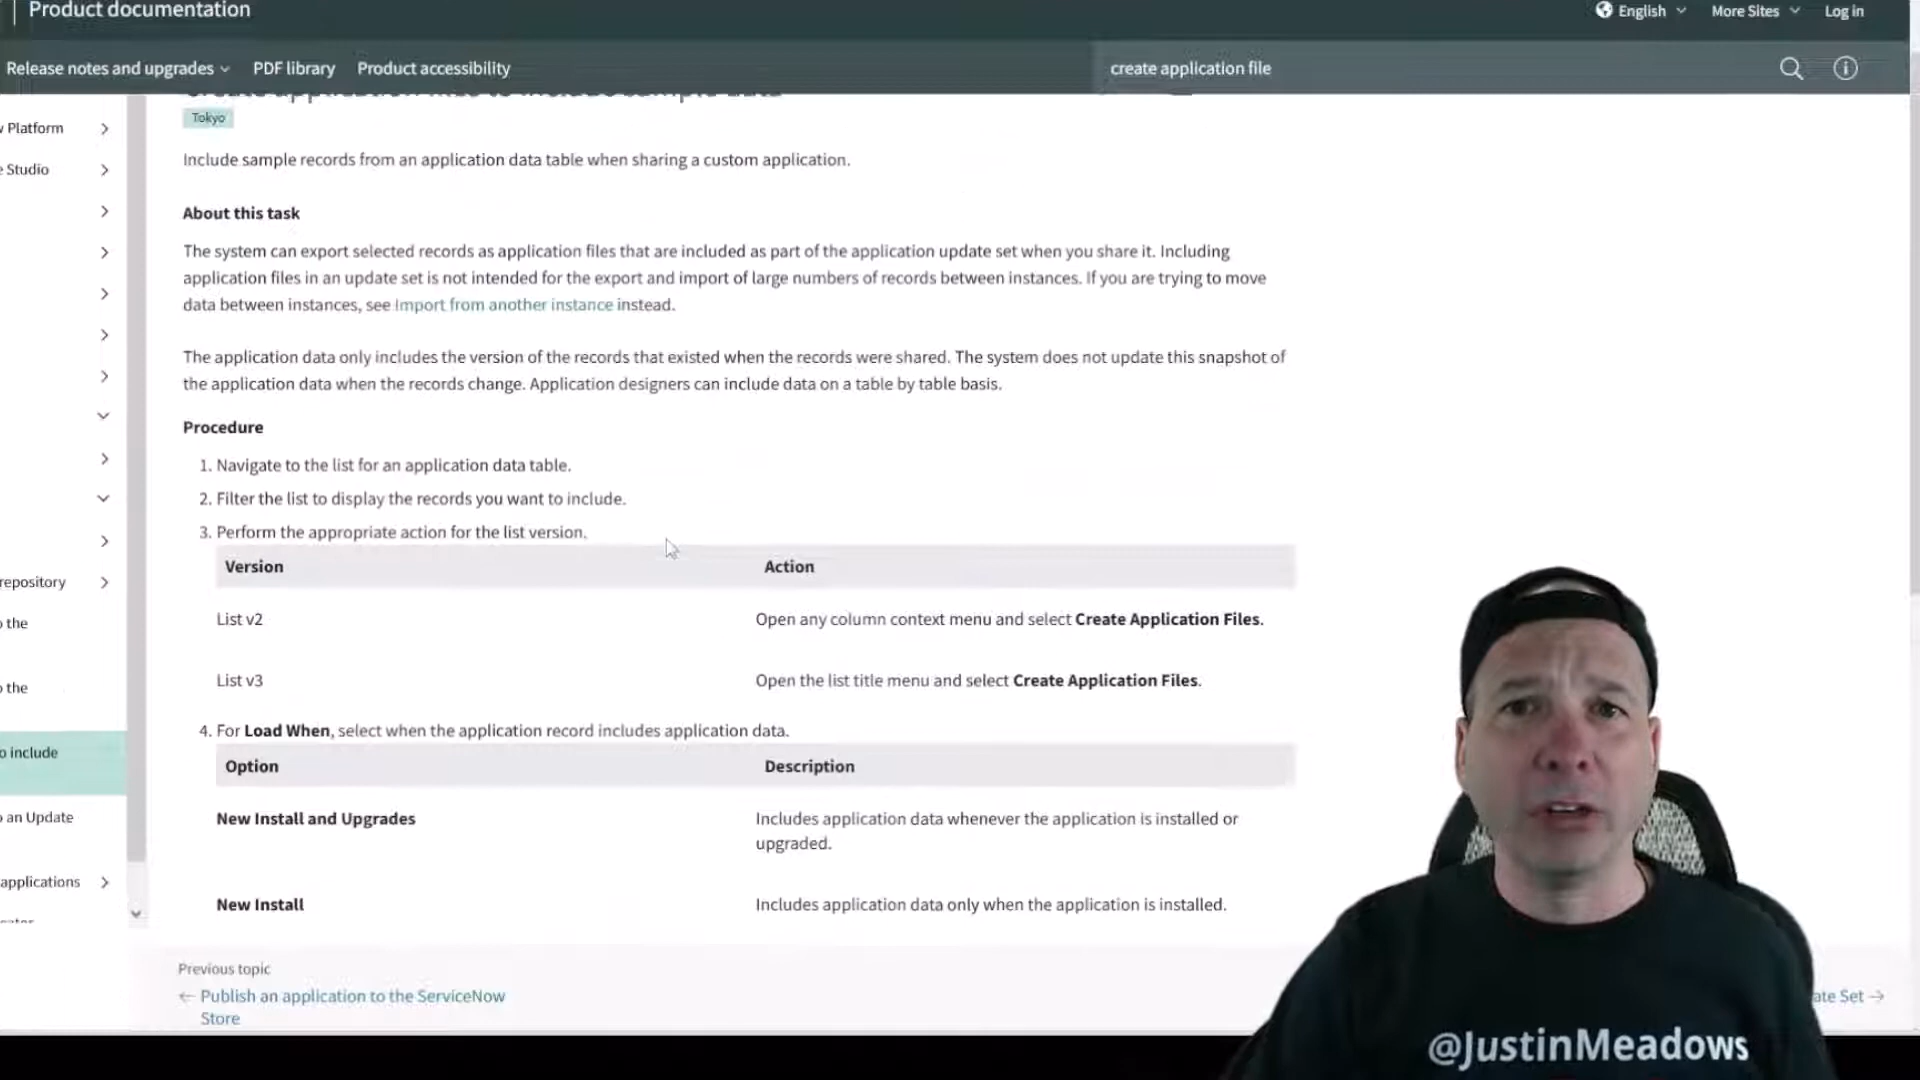 Product documentation
English
More Sites
Log in
Release notes and upgrades
PDF library
Product accessibility
create application file
Create application files to include sample data
Tokyo
Platform
Studio
Include sample records from an application data table when sharing a custom application.
About this task
The system can export selected records as application files that are included as part of the application update set when you share it. Including
application files in an update set is not intended for the export and import of large numbers of records between instances. If you are trying to move
data between instances, see Import from another instance instead.
The application data only includes the version of the records that existed when the records were shared. The system does not update this snapshot of
the application data when the records change. Application designers can include data on a table by table basis.
Procedure
1. Navigate to the list for an application data table.
2. Filter the list to display the records you want to include.
3. Perform the appropriate action for the list version.
Version Action
List v2 Open any column context menu and select Create Application Files.
List v3 Open the list title menu and select Create Application Files.
4. For Load When, select when the application record includes application data.
Option Description
New Install and Upgrades Includes application data whenever the application is installed or
upgraded.
New Install Includes application data only when the application is installed.
repository
o the
o the
o include
o an Update
applications
Previous topic
← Publish an application to the ServiceNow
Store
ate Set →
@JustinMeadows